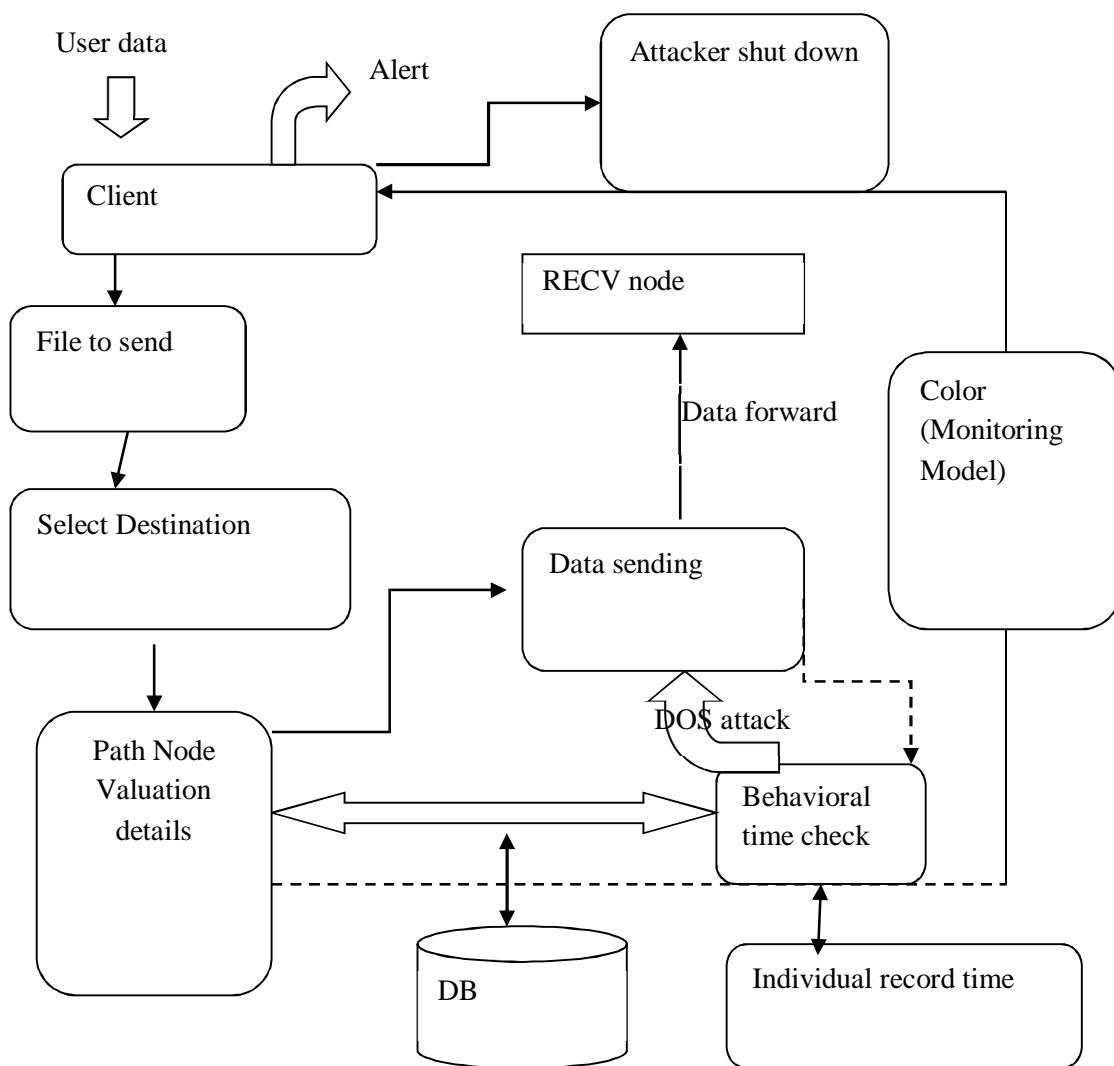 User data
Alert
Attacker shut down
Client
RECV node
File to send
Color
(Monitoring
Model)
Data forward
Select Destination
Data sending
DOS attack
Path Node
Valuation
details
Behavioral
time check
DB
Individual record time